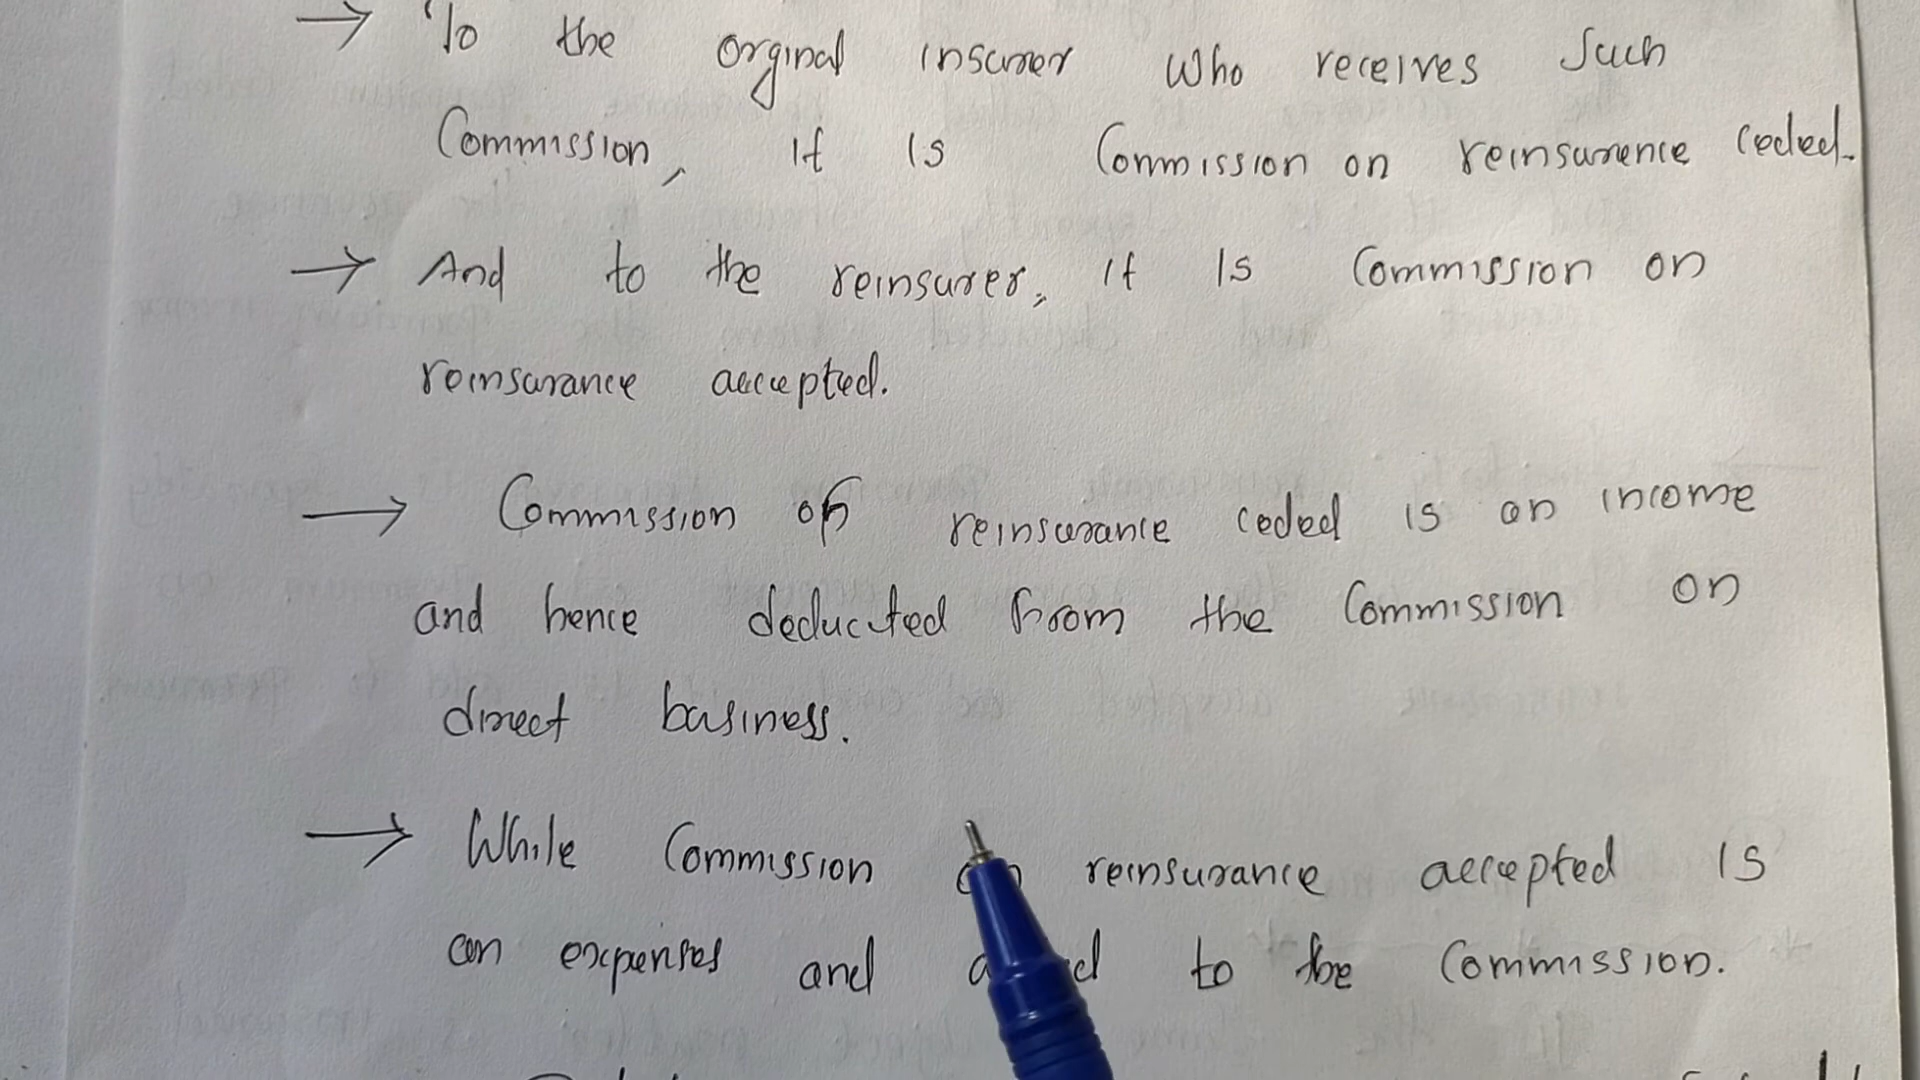 → To the orginal insurer who receives such
Commission, it is Commission on reinsurence ceded.
→ And to the reinsurer, it is Commission on
reinsurance accepted.
→ Commission of reinsurance ceded is an income
and hence deducted from the Commission on
direct business.
→ While Commission reinsurance accepted is
an expenses and to the Commission.